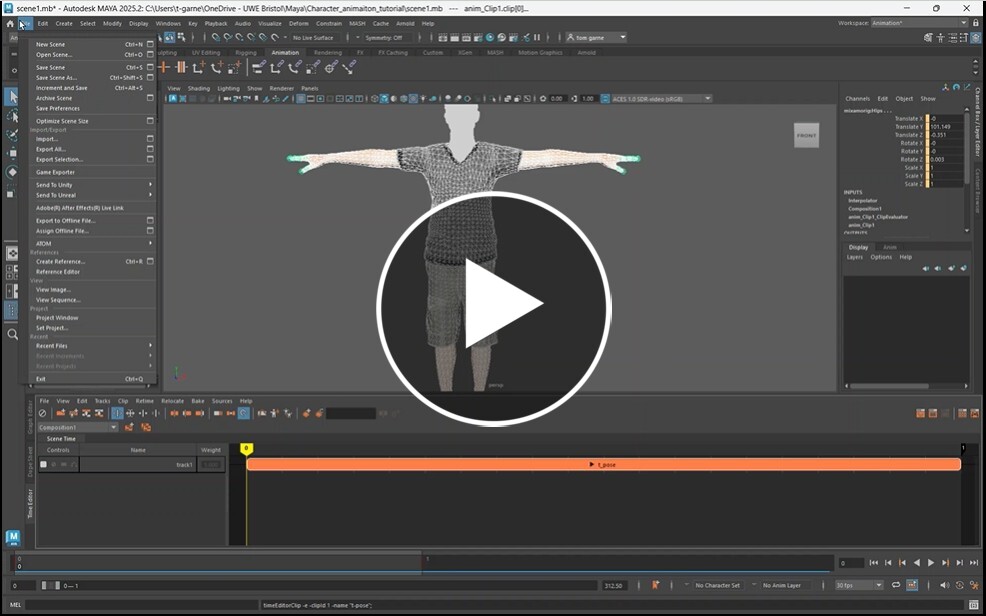 scene1.mb* - Autodesk MAYA 2025.2: C:\Users\t-garne\OneDrive - UWE Bristol\Maya\Character_animaiton_tutorial\scene1.mb --- anim_Clip1.clip[0]...
Edit Create Select Modify Display Windows Key Playback Audio Visualize Deform Constrain MASH Cache Arnold Help
Workspace: Animation*
No Live Surface
Symmetry: Off
Tom game
UV Editing Rigging Animation Rendering FX FX Caching Custom XGen MASH Motion Graphics Arnold
New Scene Ctrl+N
Open Scene... Ctrl+O
Save Scene Ctrl+S
Save Scene As... Ctrl+Shift+S
Increment and Save Ctrl+Alt+S
Archive Scene
Save Preferences
Optimize Scene Size
Import/Export
Import...
Export All...
Export Selection...
Game Exporter
Send To Unity
Send To Unreal
Adobe(R) After Effects(R) Live Link
Export to Offline File...
Assign Offline File...
ATOM
References
Create Reference... Ctrl+R
Reference Editor
View
View Image...
View Sequence...
Project
Project Window
Set Project...
Recent
Recent Files
Recent Increments
Recent Projects
Exit Ctrl+Q
View Shading Lighting Show Renderer Panels
0.00 1.00 ACES 1.0 SDR-video (sRGB)
FRONT
persp
Channels Edit Object Show
mixamorig:Hips . . .
Translate X -0
Translate Y 101.149
Translate Z -0.351
Rotate X -0
Rotate Y -0
Rotate Z 0.003
Scale X 1
Scale Y 1
Scale Z 1
INPUTS
Interpolator
Composition1
anim_Clip1_ClipEvaluator
anim_Clip1
OUTPUTS
Display Anim
Layers Options Help
Channel Box / Layer Editor
Graph Editor
Dope Sheet
Time Editor
File View Edit Tracks Clip Retime Relocate Bake Sources Help
Composition1
Scene Time
Controls Name Weight
track1
0
1
t_pose
0
1
0
0
0
0 -- 1
312.50
No Character Set
No Anim Layer
30 fps
MEL
timeEditorClip -e -clipId 1 -name "t-pose";